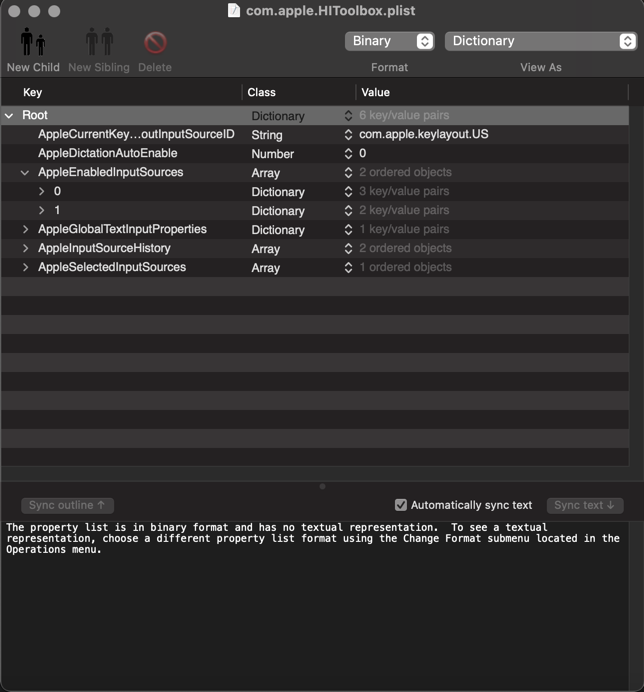 com.apple.HIToolbox.plist
New Child New Sibling Delete Binary Format Dictionary View As
Key Class Value
Root Dictionary 6 key/value pairs
AppleCurrentKey...outInputSourceID String com.apple.keylayout.US
AppleDictationAutoEnable Number 0
AppleEnabledInputSources Array 2 ordered objects
0 Dictionary 3 key/value pairs
1 Dictionary 2 key/value pairs
AppleGlobalTextInputProperties Dictionary 1 key/value pairs
AppleInputSourceHistory Array 2 ordered objects
AppleSelectedInputSources Array 1 ordered objects
Sync outline ↑ Automatically sync text Sync text ↓
The property list is in binary format and has no textual representation.  To see a textual
representation, choose a different property list format using the Change Format submenu located in the
Operations menu.